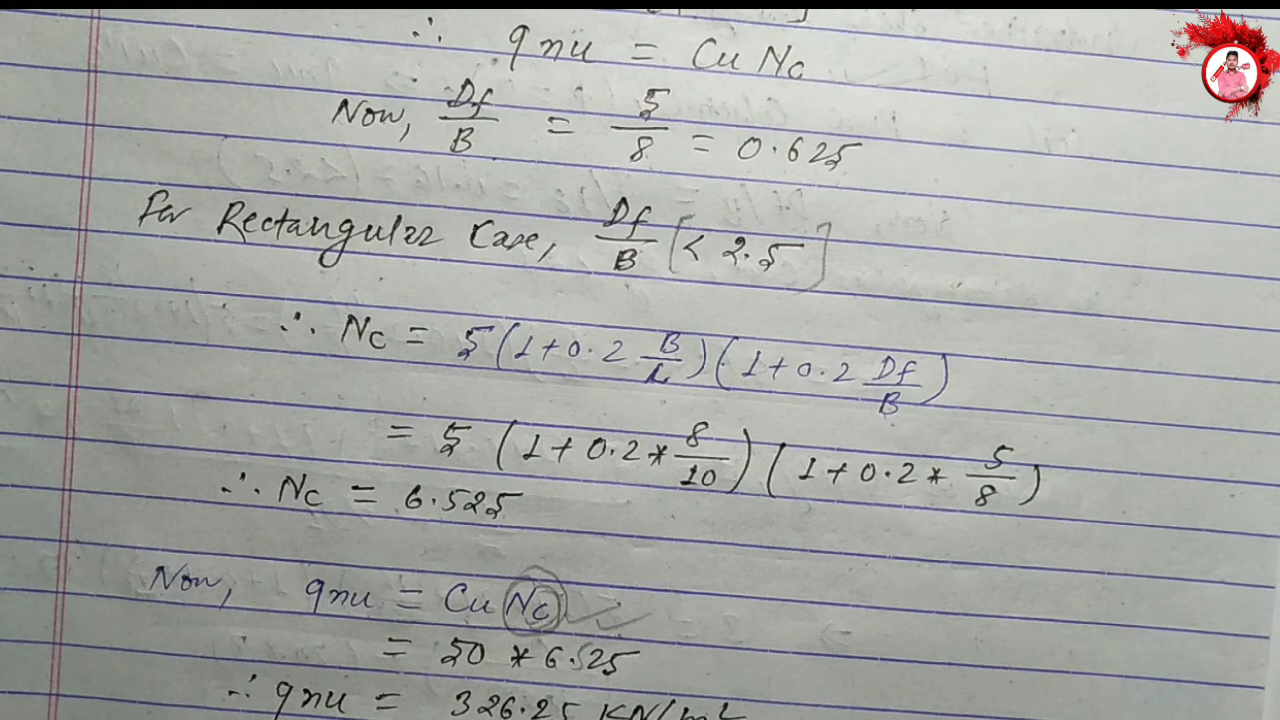 ∴ qnu = Cu Nc
Now, Df/B = 5/8 = 0.625
For Rectangular Case, Df/B [< 2.5]
∴ Nc = 5(1+0.2 B/L)(1+0.2 Df/B)
= 5 (1+0.2*8/10)(1+0.2*5/8)
∴ Nc = 6.525
Now, qnu = Cu Nc
= 50 * 6.525
∴ qnu = 326.25 KN/m2